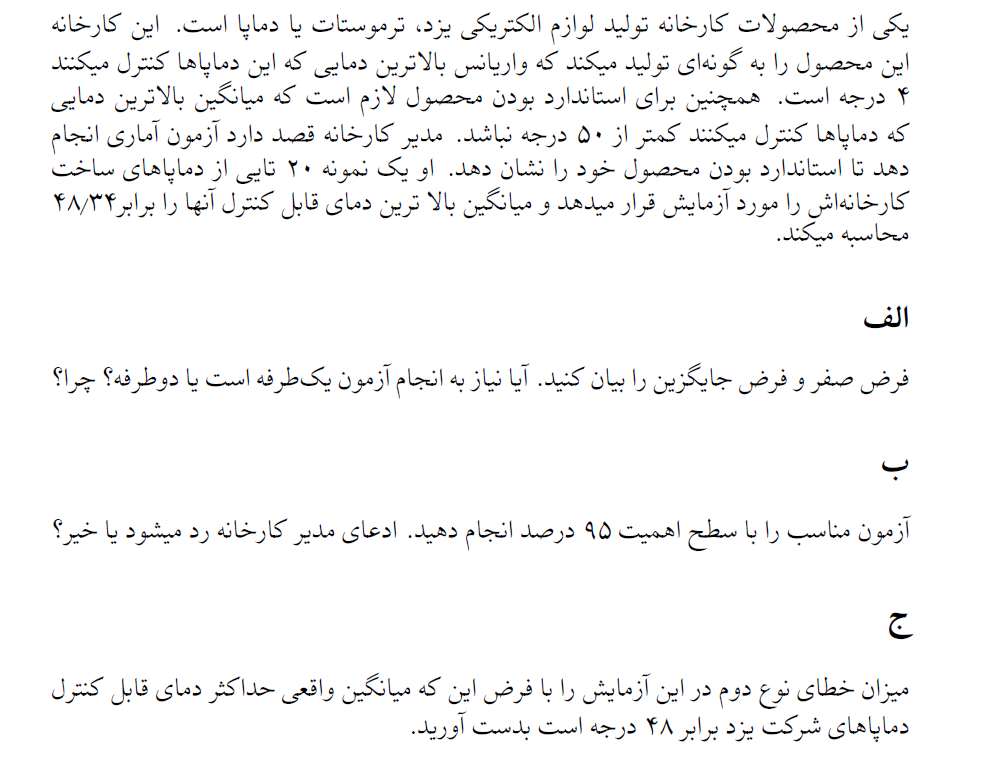 یکی از محصولات کارخانه تولید لوازم الکتریکی یزد، ترموستات یا دماپا است. این کارخانه
این محصول را به گونه‌ای تولید میکند که واریانس بالاترین دمایی که این دماپاها کنترل میکنند
۴ درجه است. همچنین برای استاندارد بودن محصول لازم است که میانگین بالاترین دمایی
که دماپاها کنترل میکنند کمتر از ۵۰ درجه نباشد. مدیر کارخانه قصد دارد آزمون آماری انجام
دهد تا استاندارد بودن محصول خود را نشان دهد. او یک نمونه ۲۰ تایی از دماپاهای ساخت
کارخانه‌اش را مورد آزمایش قرار میدهد و میانگین بالا ترین دمای قابل کنترل آنها را برابر۴۸٫۳۴
محاسبه میکند.
الف
فرض صفر و فرض جایگزین را بیان کنید. آیا نیاز به انجام آزمون یک‌طرفه است یا دوطرفه؟ چرا؟
ب
آزمون مناسب را با سطح اهمیت ۹۵ درصد انجام دهید. ادعای مدیر کارخانه رد میشود یا خیر؟
ج
میزان خطای نوع دوم در این آزمایش را با فرض این که میانگین واقعی حداکثر دمای قابل کنترل
دماپاهای شرکت یزد برابر ۴۸ درجه است بدست آورید.